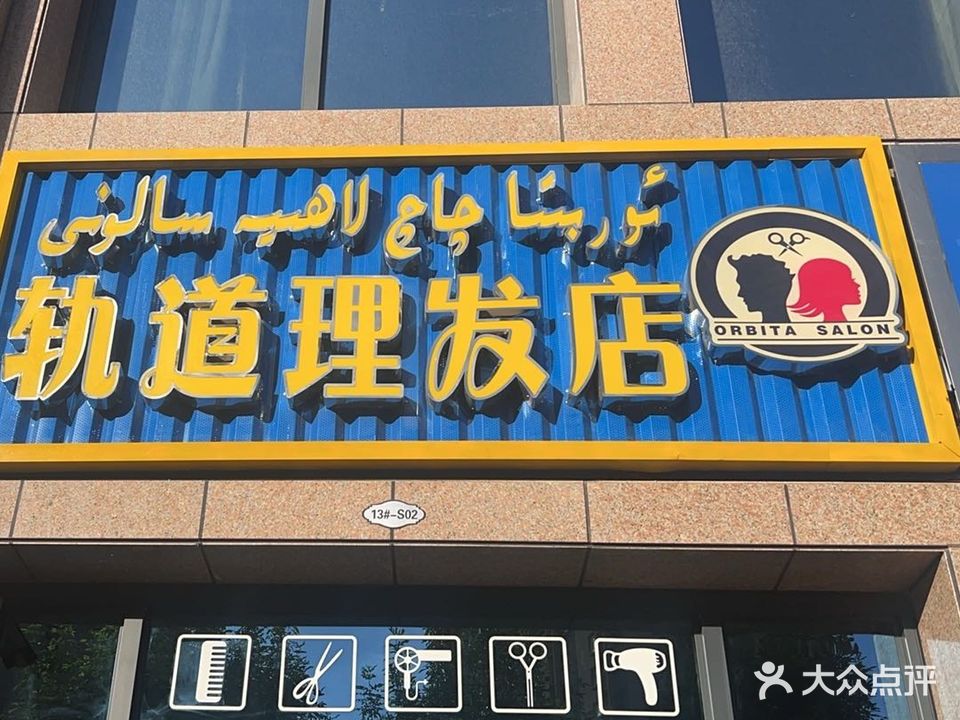 ئوربىتا چاچ لاھىيە سالونى
轨道理发店
ORBITA SALON
13#-S02
大众点评